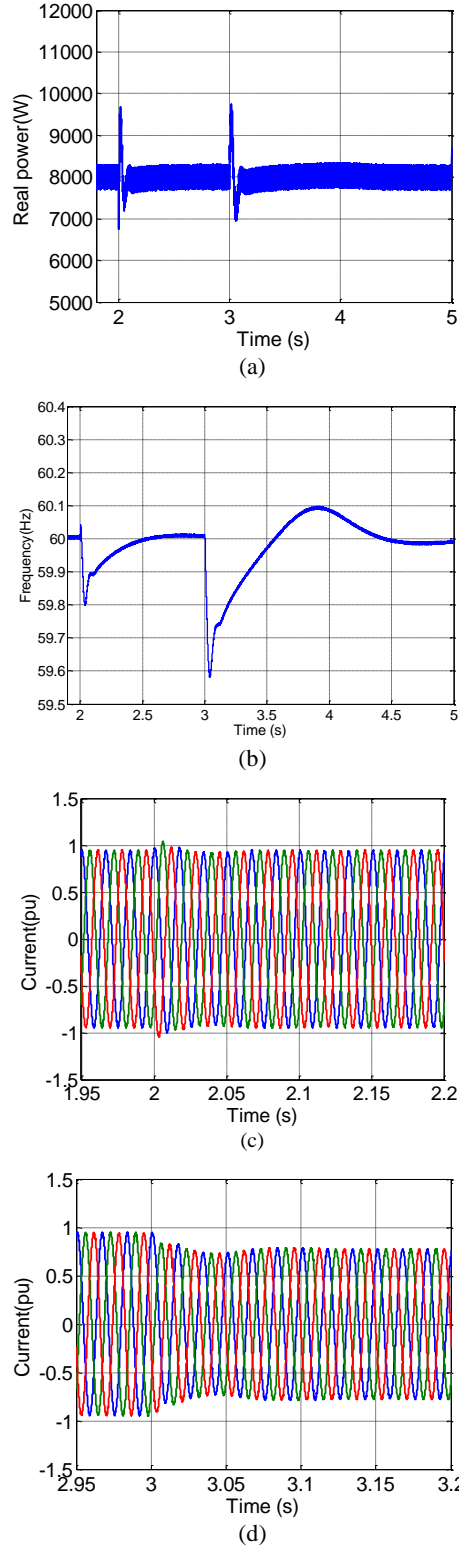 12000
11000
10000
9000
8000
7000
6000
5000
Real power(W)
2 3 4 5
Time (s)
(a)
60.4
60.3
60.2
60.1
60
59.9
59.8
59.7
59.6
59.5
Frequency(Hz)
2 2.5 3 3.5 4 4.5 5
Time (s)
(b)
1.5
1
0.5
0
-0.5
-1
-1.5
Current(pu)
1.95 2 2.05 2.1 2.15 2.2
Time (s)
(c)
1.5
1
0.5
0
-0.5
-1
-1.5
Current(pu)
2.95 3 3.05 3.1 3.15 3.2
Time (s)
(d)